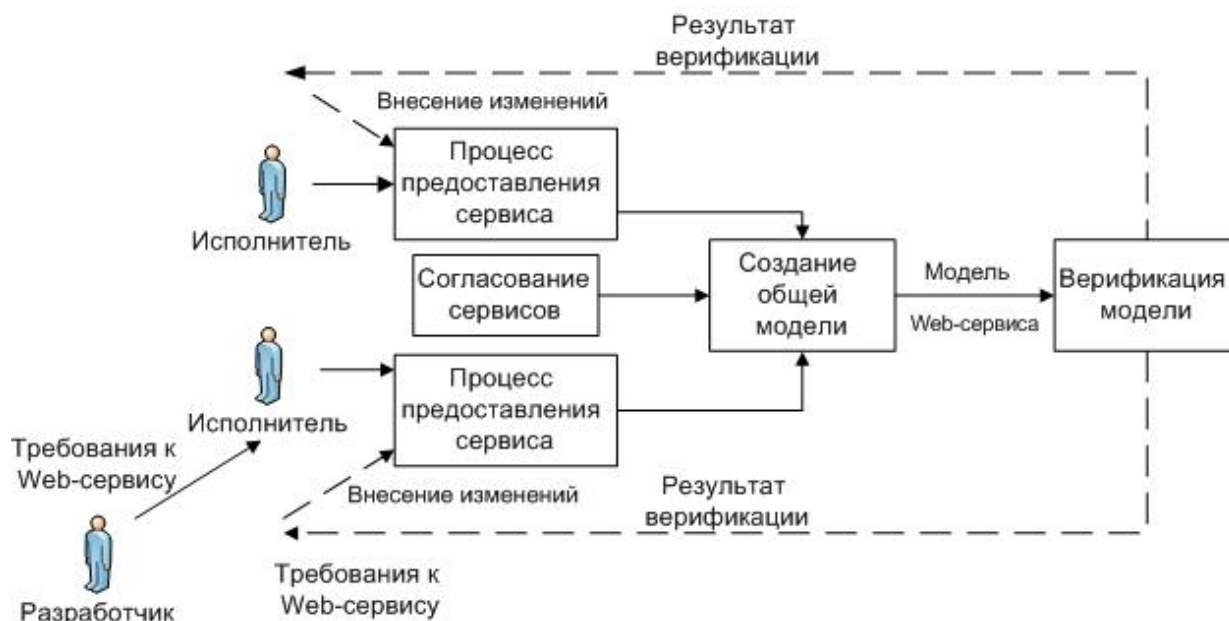 Результат
верификации
Внесение изменений
Процесс
предоставления
сервиса
Исполнитель
Согласование
сервисов
Создание
общей
модели
Модель
Web-сервиса
Верификация
модели
Процесс
предоставления
сервиса
Исполнитель
Требования к
Web-сервису
Внесение изменений
Результат
верификации
Требования к
Web-сервису
Разработчик